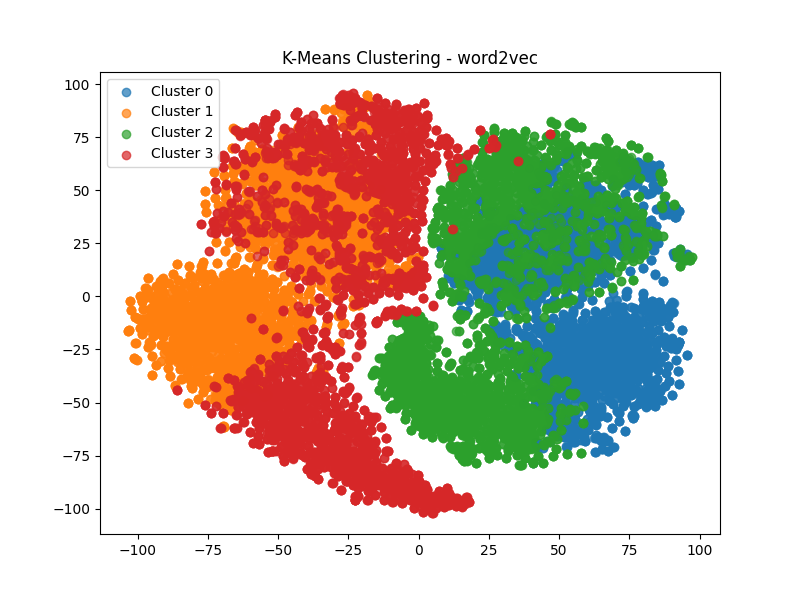 K-Means Clustering - word2vec
Cluster 0
Cluster 1
Cluster 2
Cluster 3
100
75
50
25
0
−25
−50
−75
−100
−100 −75 −50 −25 0 25 50 75 100